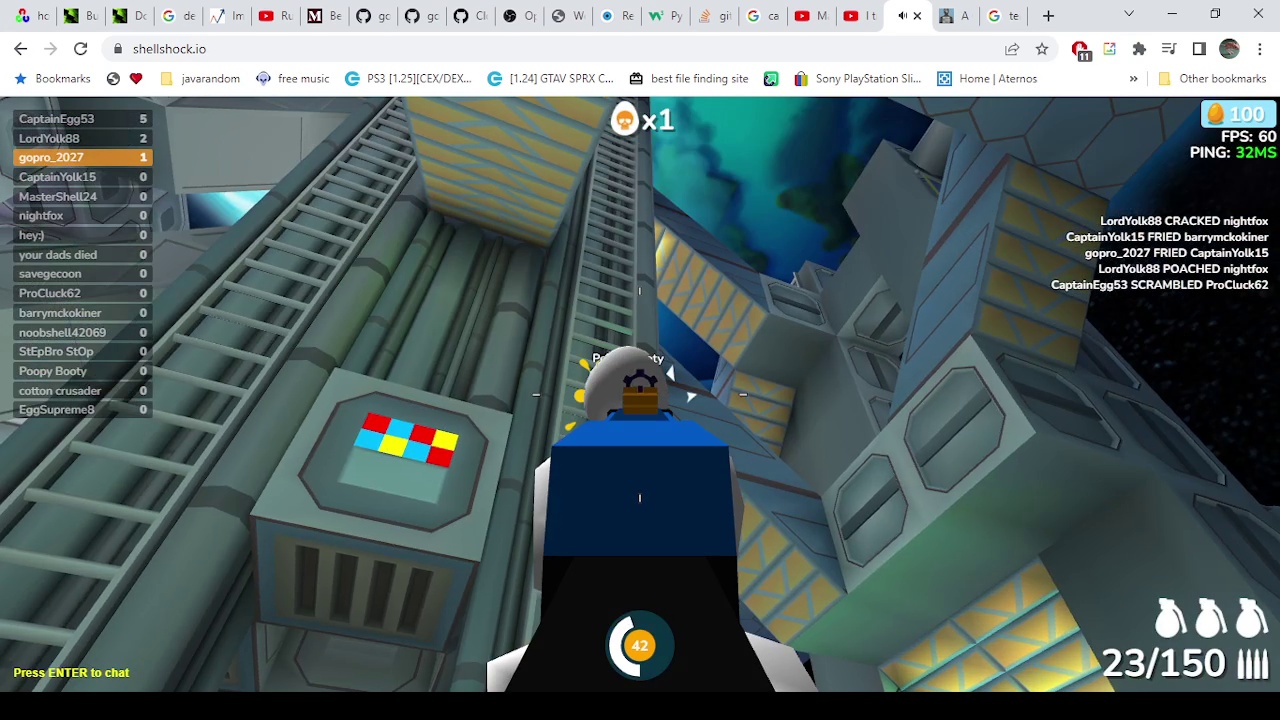 hc
Bu
Do
de
Im
Ru
Be
gc
gc
Cl
Op
W
Re
Py
git
ca
M
I t
A
te
shellshock.io
11
Bookmarks
javarandom
free music
PS3 [1.25](CEX/DEX...
[1.24] GTAV SPRX C...
best file finding site
Sony PlayStation Sli...
Home | Aternos
»
Other bookmarks
CaptainEgg53 5
LordYolk88 2
gopro_2027 1
CaptainYolk15 0
MasterShell24 0
nightfox 0
hey:) 0
your dads died 0
savegecoon 0
ProCluck62 0
barrymckokiner 0
noobshell42069 0
StEpBro StOp 0
Poopy Booty 0
cotton crusader 0
EggSupreme8 0
x1
100
FPS: 60
PING: 32MS
LordYolk88 CRACKED nightfox
CaptainYolk15 FRIED barrymckokiner
gopro_2027 FRIED CaptainYolk15
LordYolk88 POACHED nightfox
CaptainEgg53 SCRAMBLED ProCluck62
42
23/150
Press ENTER to chat